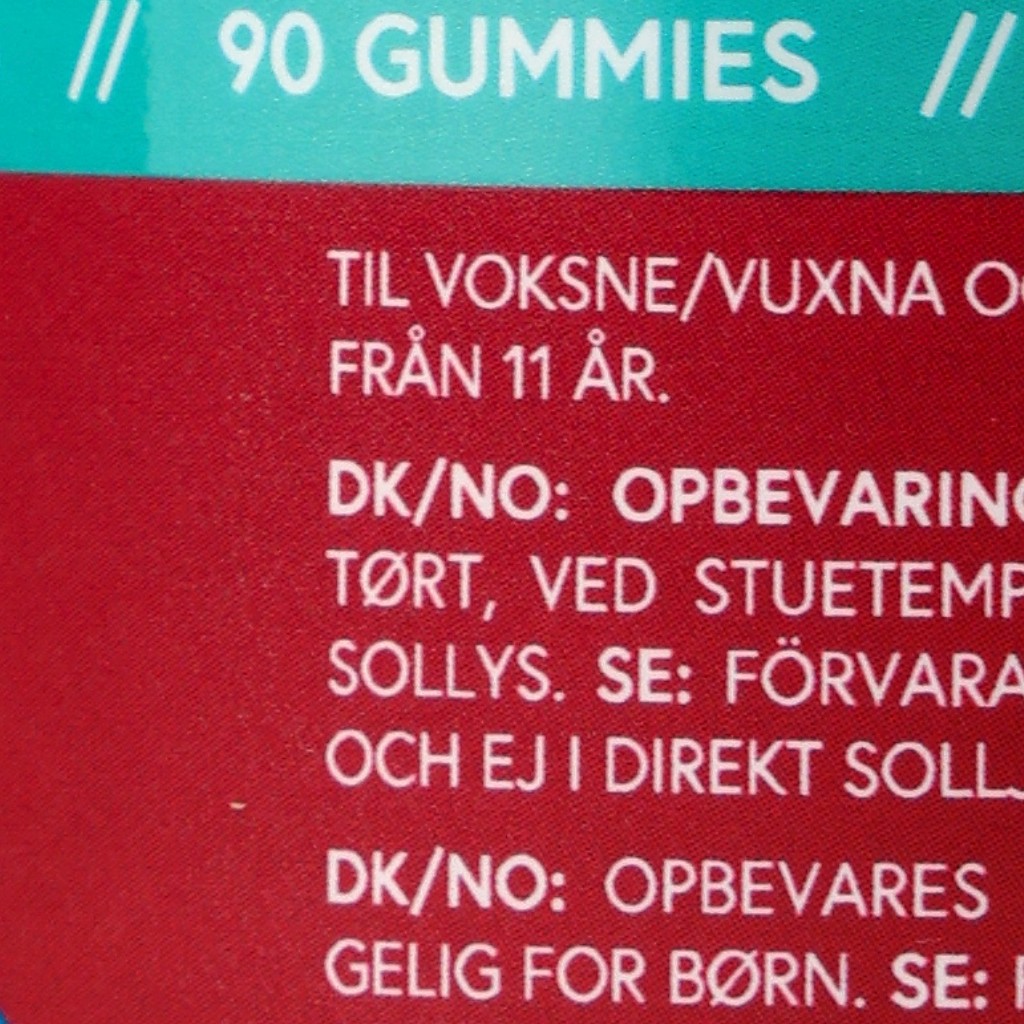 // 90 GUMMIES //
TIL VOKSNE/VUXNA
FRÅN 11 ÅR.
DK/NO: OPBEVARING
TØRT, VED STUETEMP
SOLLYS. SE: FÖRVARA
OCH EJ I DIREKT SOLLJ
DK/NO: OPBEVARES
GELIG FOR BØRN. SE: